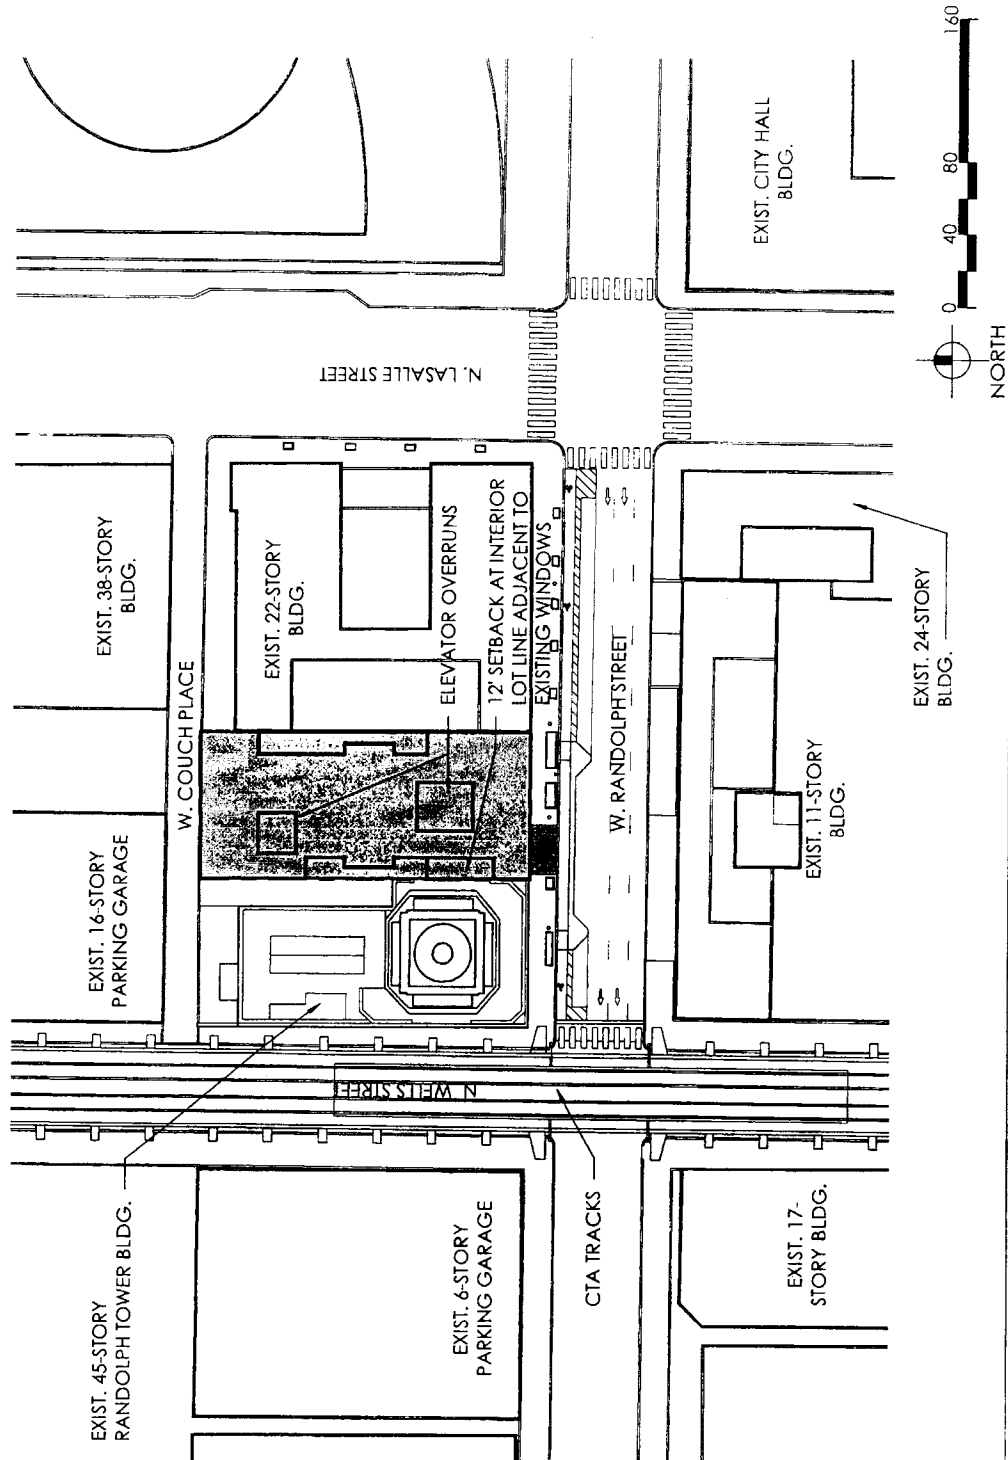 EXIST. 45-STORY
RANDOLPH TOWER BLDG.
EXIST. 16-STORY
PARKING GARAGE
EXIST. 38-STORY
BLDG.
W. COUCH PLACE
N. LASALLE STREET
EXIST. 22-STORY
BLDG.
ELEVATOR OVERRUNS
12' SETBACK AT INTERIOR
LOT LINE ADJACENT TO
EXISTING WINDOWS
N. WELLS STREET
EXIST. 6-STORY
PARKING GARAGE
CTA TRACKS
W. RANDOLPH STREET
EXIST. CITY HALL
BLDG.
EXIST. 17-
STORY BLDG.
EXIST. 11-STORY
BLDG.
EXIST. 24-STORY
BLDG.
0 40 80 160
NORTH